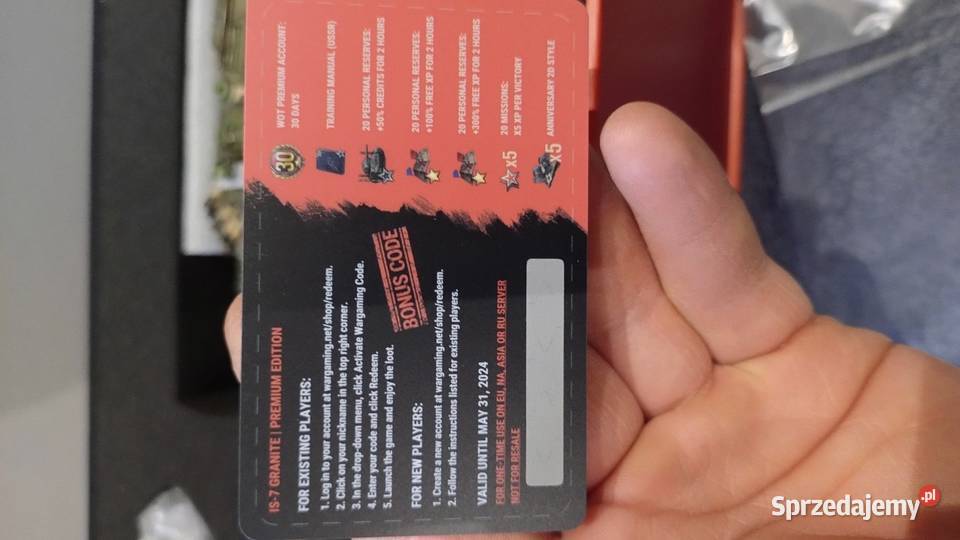 IS-7 GRANITE | PREMIUM EDITION
FOR EXISTING PLAYERS:
1. Log in to your account at wargaming.net/shop/redeem.
2. Click on your nickname in the top right corner.
3. In the drop-down menu, click Activate Wargaming Code.
4. Enter your code and click Redeem.
5. Launch the game and enjoy the loot.
BONUS CODE
FOR NEW PLAYERS:
1. Create a new account at wargaming.net/shop/redeem.
2. Follow the instructions listed for existing players.
VALID UNTIL MAY 31, 2024
FOR ONE-TIME USE ON EU, NA, ASIA OR RU SERVER
NOT FOR RESALE
30
WOT PREMIUM ACCOUNT:
30 DAYS
TRAINING MANUAL (USSR)
20 PERSONAL RESERVES:
+50% CREDITS FOR 2 HOURS
20 PERSONAL RESERVES:
+100% FREE XP FOR 2 HOURS
20 PERSONAL RESERVES:
+300% FREE XP FOR 2 HOURS
x5
20 MISSIONS:
X5 XP PER VICTORY
x5
ANNIVERSARY 2D STYLE
Sprzedajemy.pl